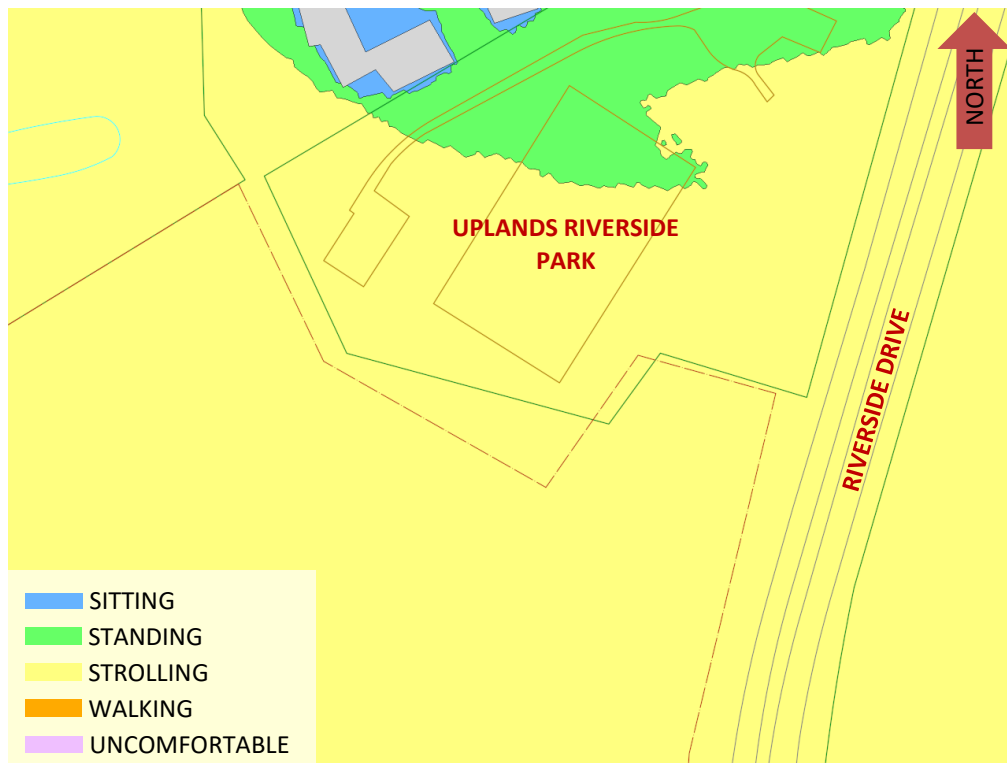 NORTH
UPLANDS RIVERSIDE
PARK
RIVERSIDE DRIVE
SITTING
STANDING
STROLLING
WALKING
UNCOMFORTABLE